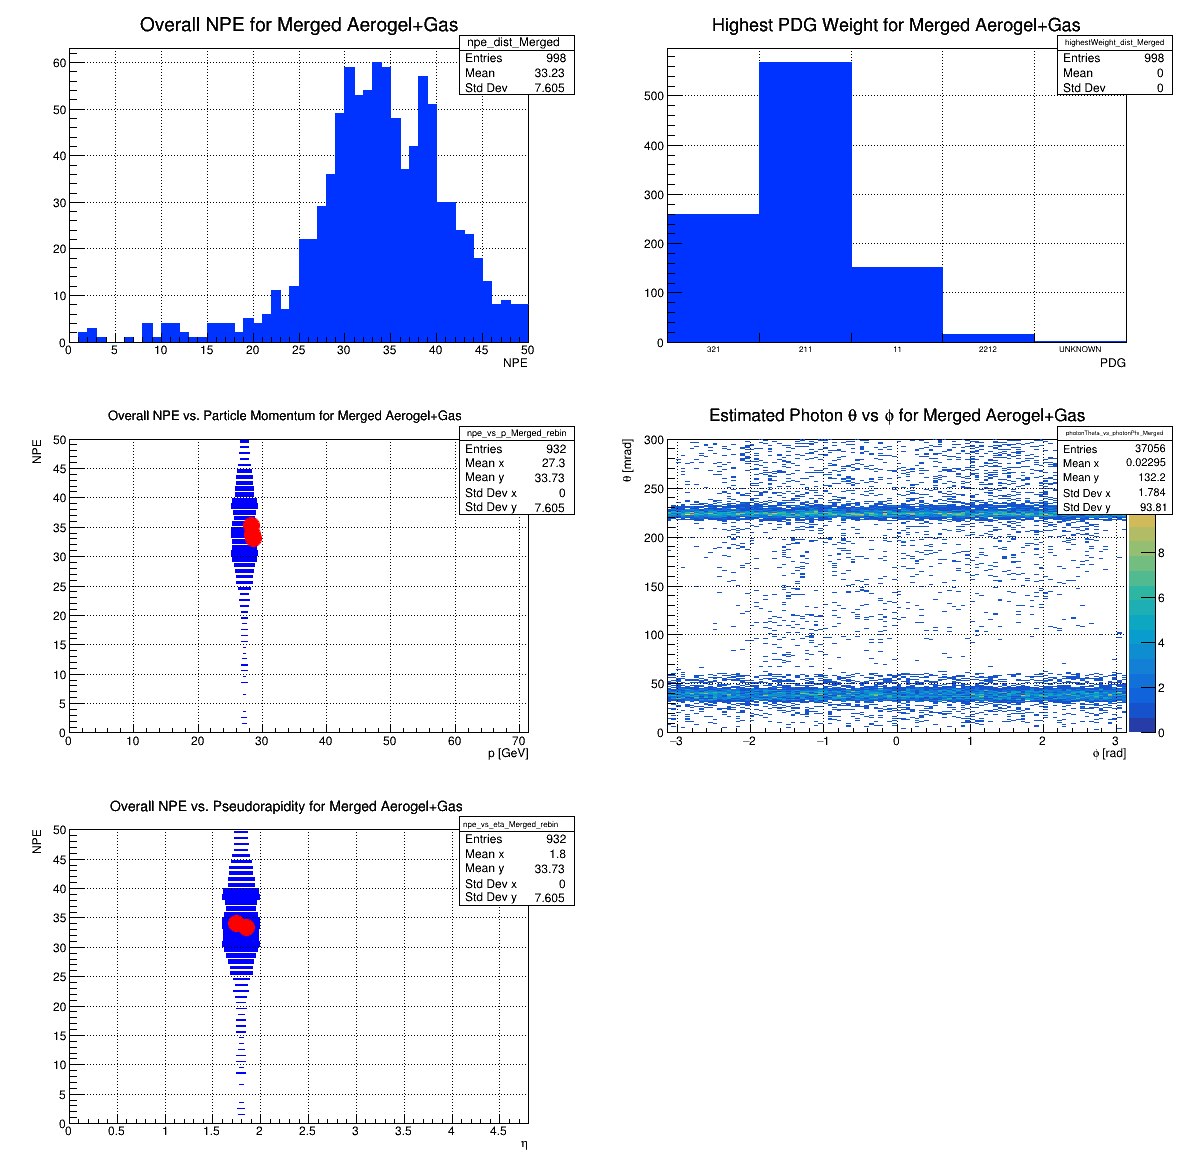 Overall NPE for Merged Aerogel+Gas
npe_dist_Merged
Entries 998
Mean 33.23
Std Dev 7.605
60
50
40
30
20
10
0
0 5 10 15 20 25 30 35 40 45 50
NPE
Highest PDG Weight for Merged Aerogel+Gas
highestWeight_dist_Merged
Entries 998
Mean 0
Std Dev 0
500
400
300
200
100
0
321 211 11 2212 UNKNOWN
PDG
Overall NPE vs. Particle Momentum for Merged Aerogel+Gas
npe_vs_p_Merged_rebin
Entries 932
Mean x 27.3
Mean y 33.73
Std Dev x 0
Std Dev y 7.605
NPE
50
45
40
35
30
25
20
15
10
5
0
0 10 20 30 40 50 60 70
p [GeV]
Estimated Photon θ vs ϕ for Merged Aerogel+Gas
photonTheta_vs_photonPhi_Merged
Entries 37056
Mean x 0.02295
Mean y 132.2
Std Dev x 1.784
Std Dev y 93.81
θ [mrad]
300
250
200
150
100
50
0
−3 −2 −1 0 1 2 3
ϕ [rad]
8
6
4
2
0
Overall NPE vs. Pseudorapidity for Merged Aerogel+Gas
npe_vs_eta_Merged_rebin
Entries 932
Mean x 1.8
Mean y 33.73
Std Dev x 0
Std Dev y 7.605
NPE
50
45
40
35
30
25
20
15
10
5
0
0 0.5 1 1.5 2 2.5 3 3.5 4 4.5
η